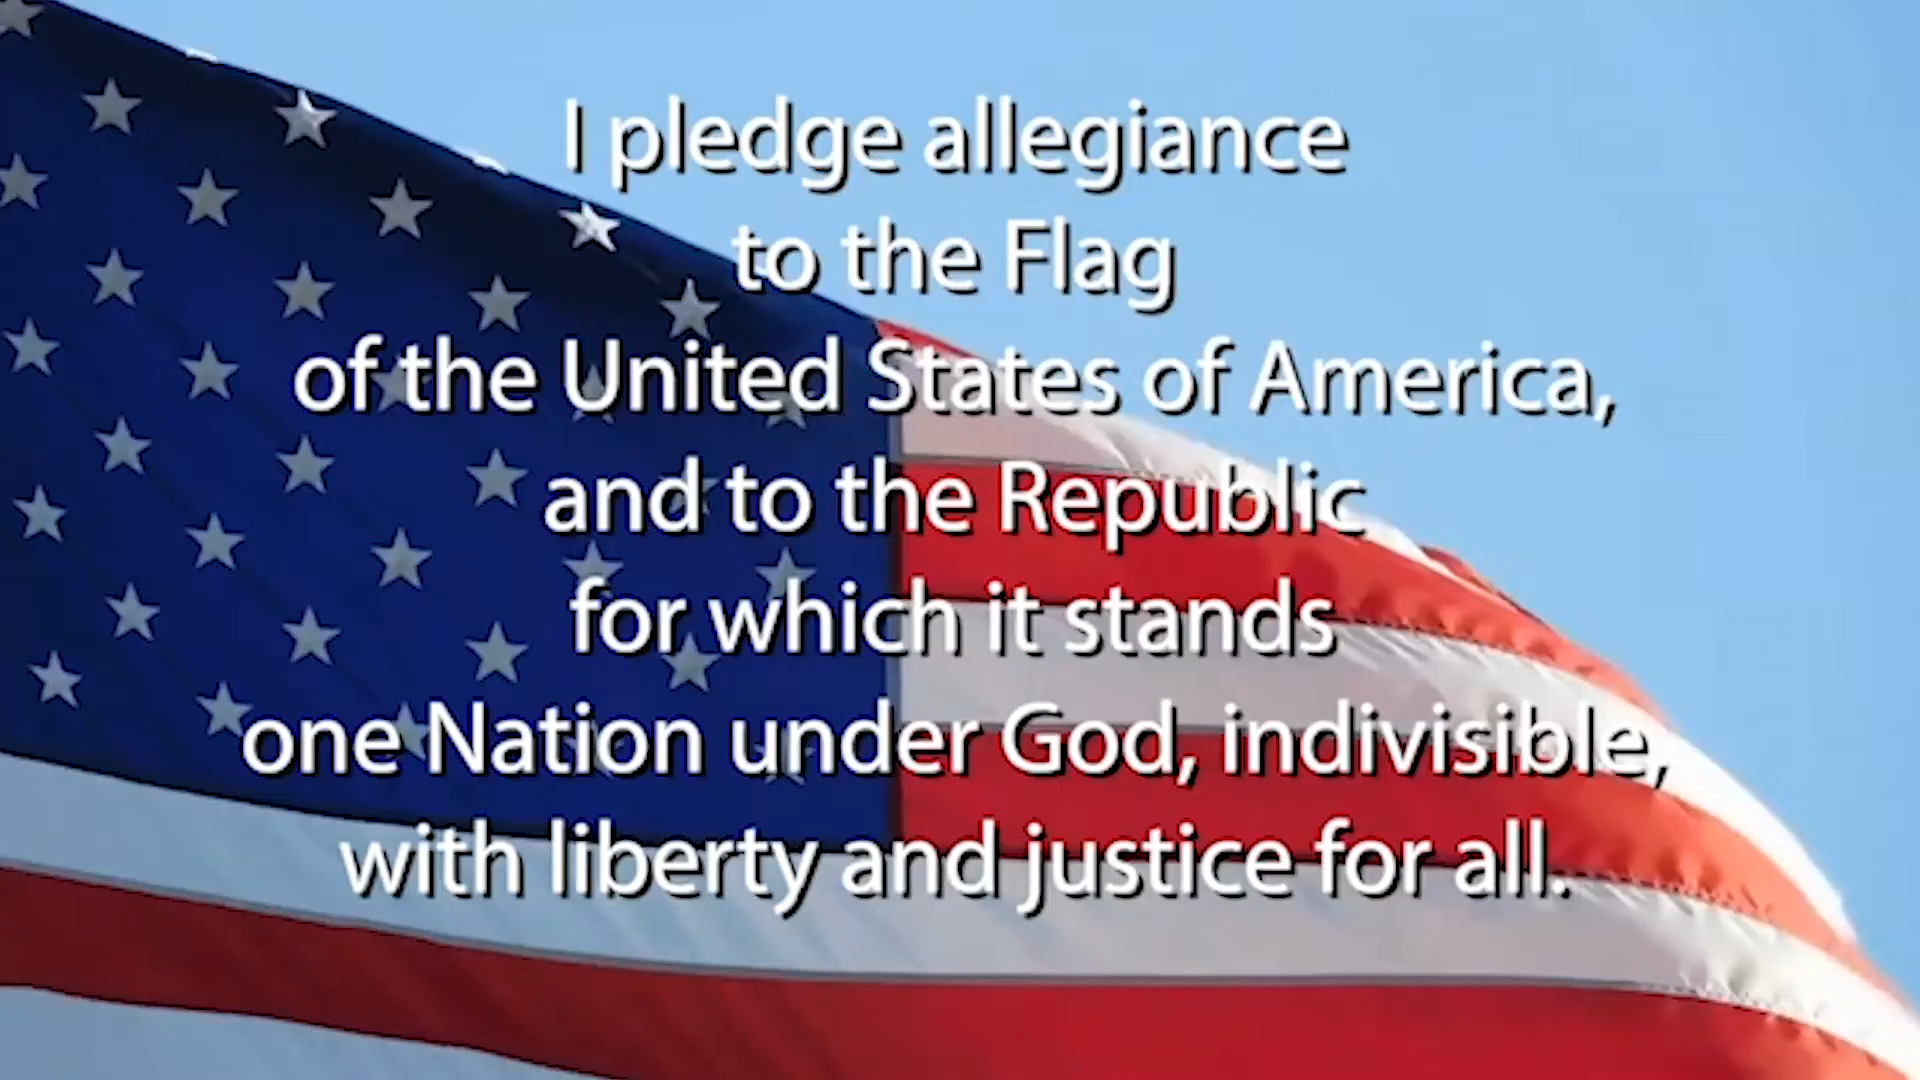 I pledge allegiance
to the Flag
of the United States of America,
and to the Republic
for which it stands
one Nation under God, indivisible,
with liberty and justice for all.